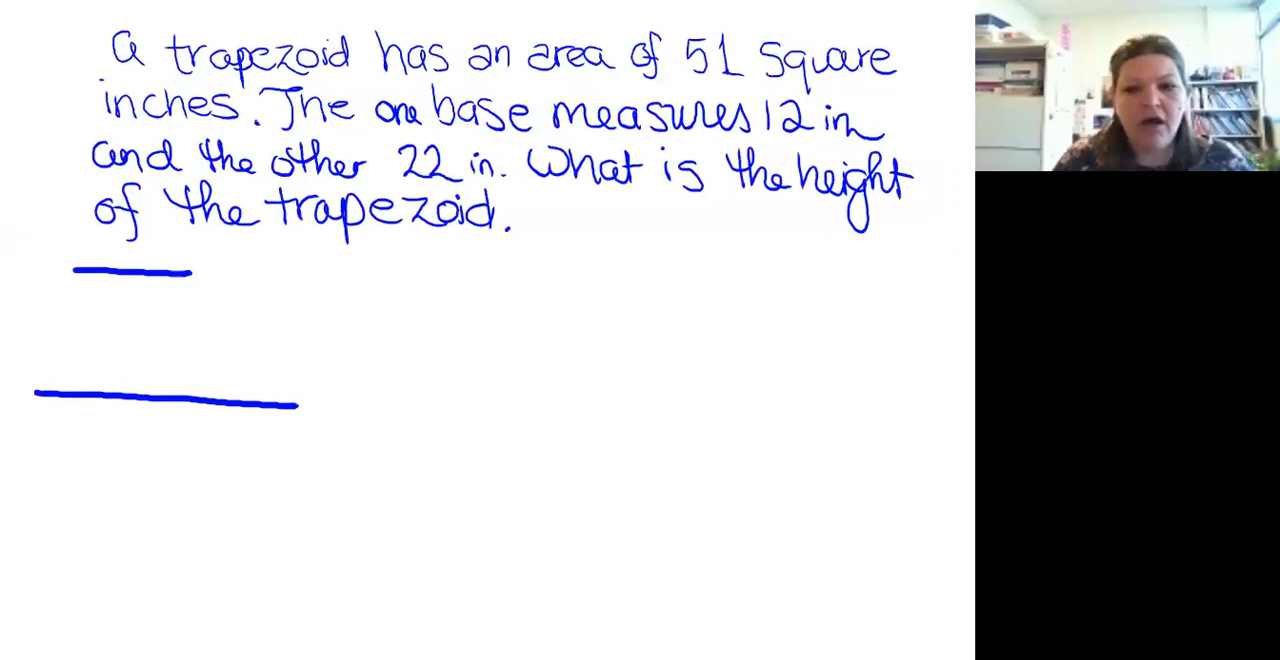 a trapezoid has an area of 51 square
inches. The one base measures 12 in
and the other 22 in. What is the height
of the trapezoid.